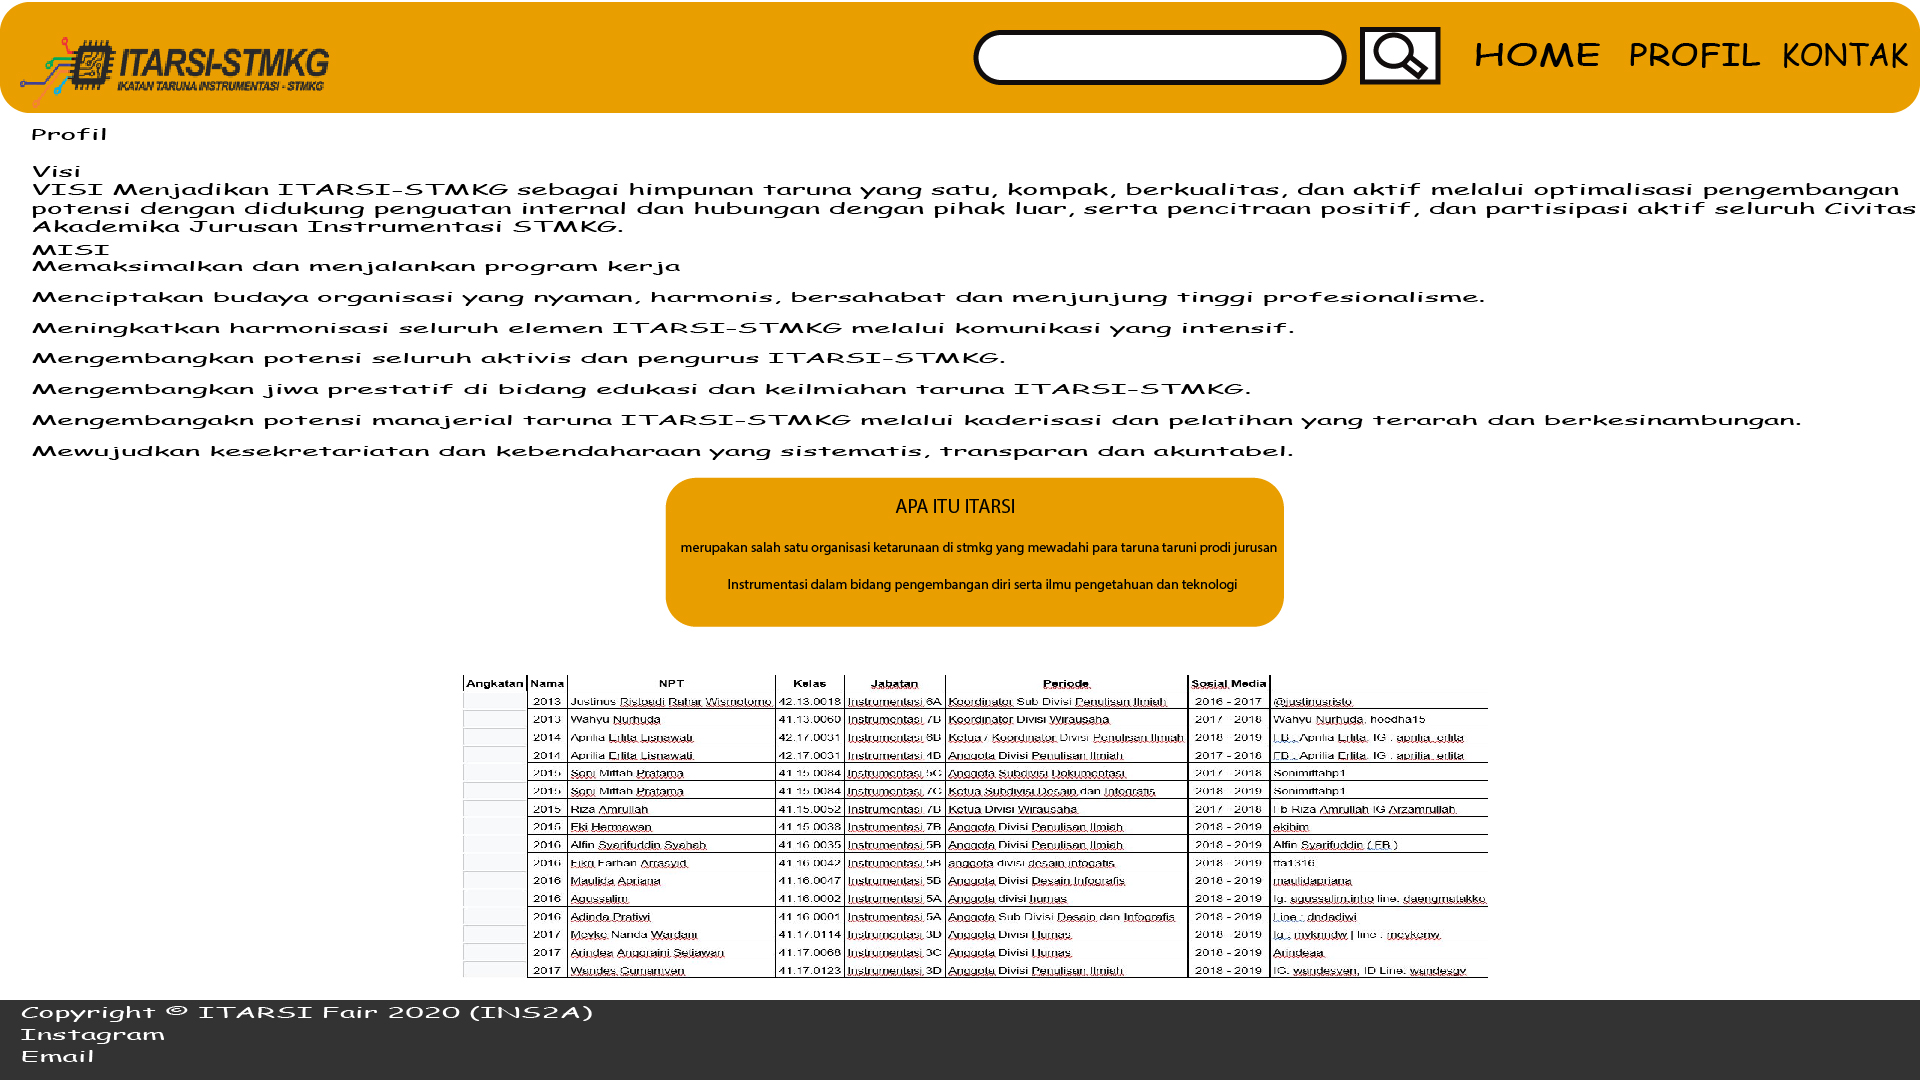 ITARSI-STMKG
IKATAN TARUNA INSTRUMENTASI - STMKG
HOME PROFIL KONTAK
Profil
Visi
VISI Menjadikan ITARSI-STMKG sebagai himpunan taruna yang satu, kompak, berkualitas, dan aktif melalui optimalisasi pengembangan
potensi dengan didukung penguatan internal dan hubungan dengan pihak luar, serta pencitraan positif, dan partisipasi aktif seluruh Civitas
Akademika Jurusan Instrumentasi STMKG.
MISI
Memaksimalkan dan menjalankan program kerja
Menciptakan budaya organisasi yang nyaman, harmonis, bersahabat dan menjunjung tinggi profesionalisme.
Meningkatkan harmonisasi seluruh elemen ITARSI-STMKG melalui komunikasi yang intensif.
Mengembangkan potensi seluruh aktivis dan pengurus ITARSI-STMKG.
Mengembangkan jiwa prestatif di bidang edukasi dan keilmiahan taruna ITARSI-STMKG.
Mengembangakn potensi manajerial taruna ITARSI-STMKG melalui kaderisasi dan pelatihan yang terarah dan berkesinambungan.
Mewujudkan kesekretariatan dan kebendaharaan yang sistematis, transparan dan akuntabel.
APA ITU ITARSI
merupakan salah satu organisasi ketarunaan di stmkg yang mewadahi para taruna taruni prodi jurusan
Instrumentasi dalam bidang pengembangan diri serta ilmu pengetahuan dan teknologi
Angkatan Nama NPT Kelas Jabatan Periode Sosial Media
2013 Justinus Ristoadi Rahar Wismotomo 42.13.0018 Instrumentasi 6A Koordinator Sub Divisi Penulisan Ilmiah 2016 - 2017 @justinusristo
2013 Wahyu Nurhuda 41.13.0060 Instrumentasi 7B Koordinator Divisi Wirausaha 2017 - 2018 Wahyu Nurhuda, hoedha15
2014 Aprilia Erlita Lisnawati 42.17.0031 Instrumentasi 6B Ketua / Koordinator Divisi Penulisan Ilmiah 2018 - 2019 FB : Aprilia Erlita, IG : aprilia_erlita
2014 Aprilia Erlita Lisnawati 42.17.0031 Instrumentasi 4B Anggota Divisi Penulisan Ilmiah 2017 - 2018 FB : Aprilia Erlita, IG : aprilia_erlita
2015 Soni Miftah Pratama 41.15.0084 Instrumentasi 5C Anggota Subdivisi Dokumentasi 2017 - 2018 Sonimiftahp1
2015 Soni Miftah Pratama 41.15.0084 Instrumentasi 7C Ketua Subdivisi Desain dan Infografis 2018 - 2019 Sonimiftahp1
2015 Riza Amrullah 41.15.0052 Instrumentasi 7B Ketua Divisi Wirausaha 2017 - 2018 Fb Riza Amrullah IG Arzamrullah
2015 Eki Hermawan 41.15.0038 Instrumentasi 7B Anggota Divisi Penulisan Ilmiah 2018 - 2019 ekihim
2016 Alfin Syarifuddin Syahab 41.16.0035 Instrumentasi 5B Anggota Divisi Penulisan Ilmiah 2018 - 2019 Alfin Syarifuddin ( FB )
2016 Fikri Farhan Arrasyid 41.16.0042 Instrumentasi 5B anggota divisi desain infogatis 2018 - 2019 ffa1316
2016 Maulida Apriana 41.16.0047 Instrumentasi 5B Anggota Divisi Desain Infografis 2018 - 2019 maulidapriana
2016 Agussalim 41.16.0002 Instrumentasi 5A Anggota divisi humas 2018 - 2019 Ig: agussalim.inho line: daengmatakko
2016 Adinda Pratiwi 41.16.0001 Instrumentasi 5A Anggota Sub Divisi Desain dan Infografis 2018 - 2019 Line : dndadiwi
2017 Meyke Nanda Wardani 41.17.0114 Instrumentasi 3D Anggota Divisi Humas 2018 - 2019 Ig : myknndw | line : meykenw
2017 Arindea Anggraini Setiawan 41.17.0068 Instrumentasi 3C Anggota Divisi Humas 2018 - 2019 Arindeaa
2017 Wandes Gumanyen 41.17.0123 Instrumentasi 3D Anggota Divisi Penulisan Ilmiah 2018 - 2019 IG: wandesven, ID Line: wandesgv
Copyright © ITARSI Fair 2020 (INS2A)
Instagram
Email